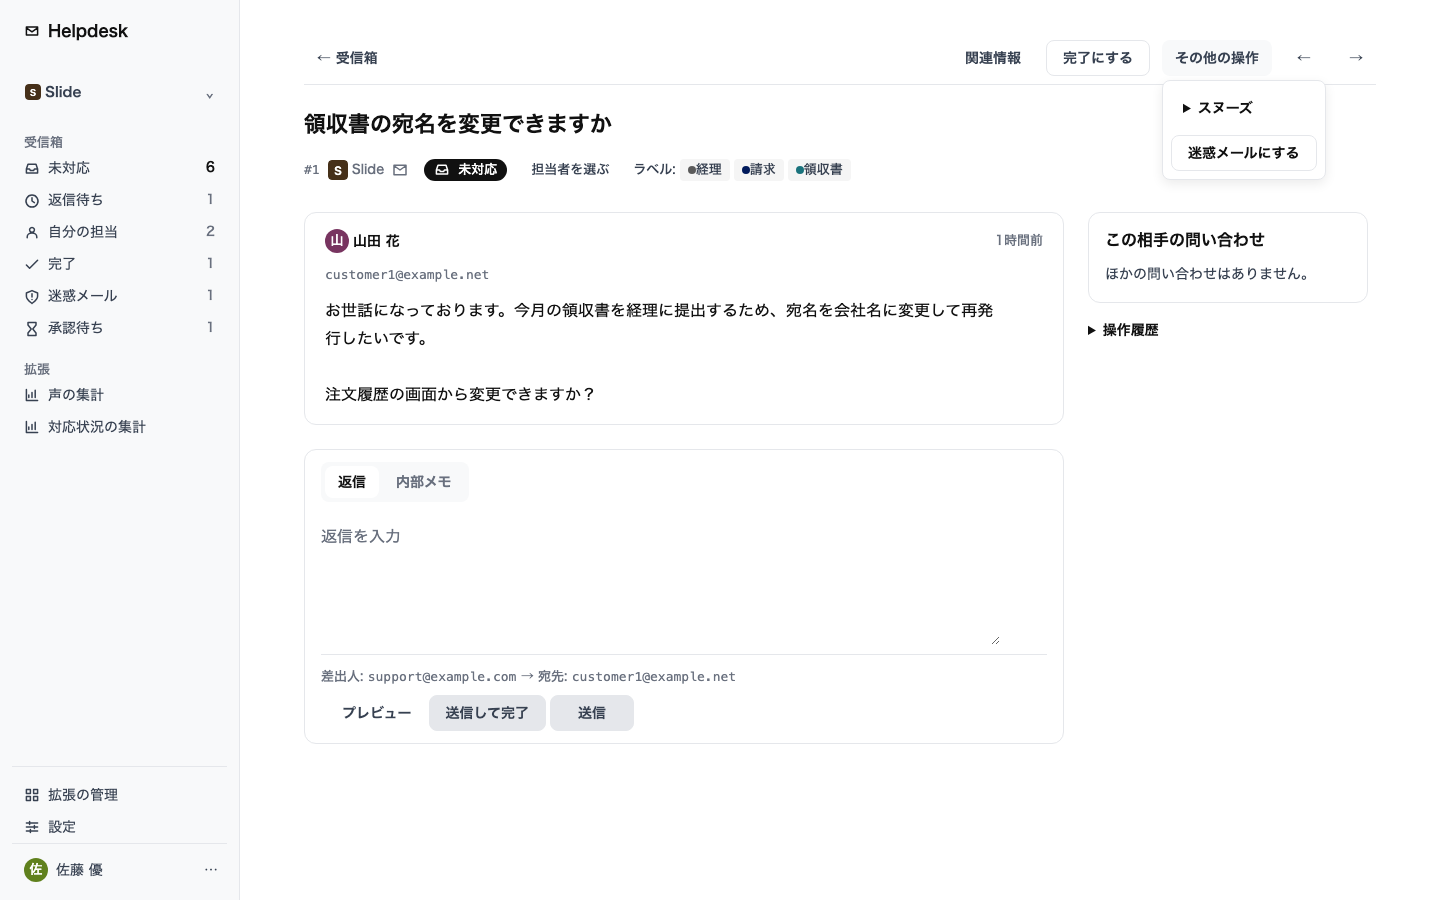 Helpdesk
S Slide
受信箱
未対応 6
返信待ち 1
自分の担当 2
完了 1
迷惑メール 1
承認待ち 1
拡張
声の集計
対応状況の集計
拡張の管理
設定
佐 佐藤 優 …
← 受信箱
関連情報 完了にする その他の操作 ← →
▶ スヌーズ
迷惑メールにする
領収書の宛名を変更できますか
#1 S Slide 未対応 担当者を選ぶ ラベル: 経理 請求 領収書
山 山田 花 1時間前
customer1@example.net
お世話になっております。今月の領収書を経理に提出するため、宛名を会社名に変更して再発
行したいです。
注文履歴の画面から変更できますか？
返信 内部メモ
返信を入力
差出人: support@example.com → 宛先: customer1@example.net
プレビュー 送信して完了 送信
この相手の問い合わせ
ほかの問い合わせはありません。
▶ 操作履歴